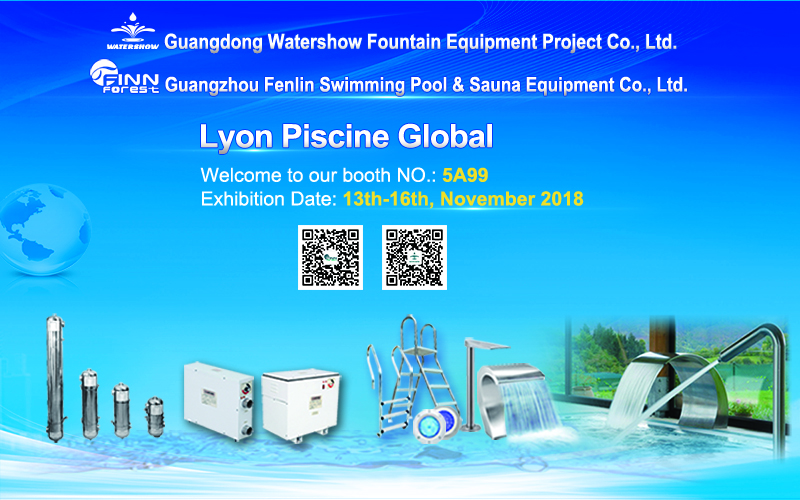 WATERSHOW Guangdong Watershow Fountain Equipment Project Co., Ltd.
FINN Forest Guangzhou Fenlin Swimming Pool & Sauna Equipment Co., Ltd.
Lyon Piscine Global
Welcome to our booth NO.: 5A99
Exhibition Date: 13th-16th, November 2018